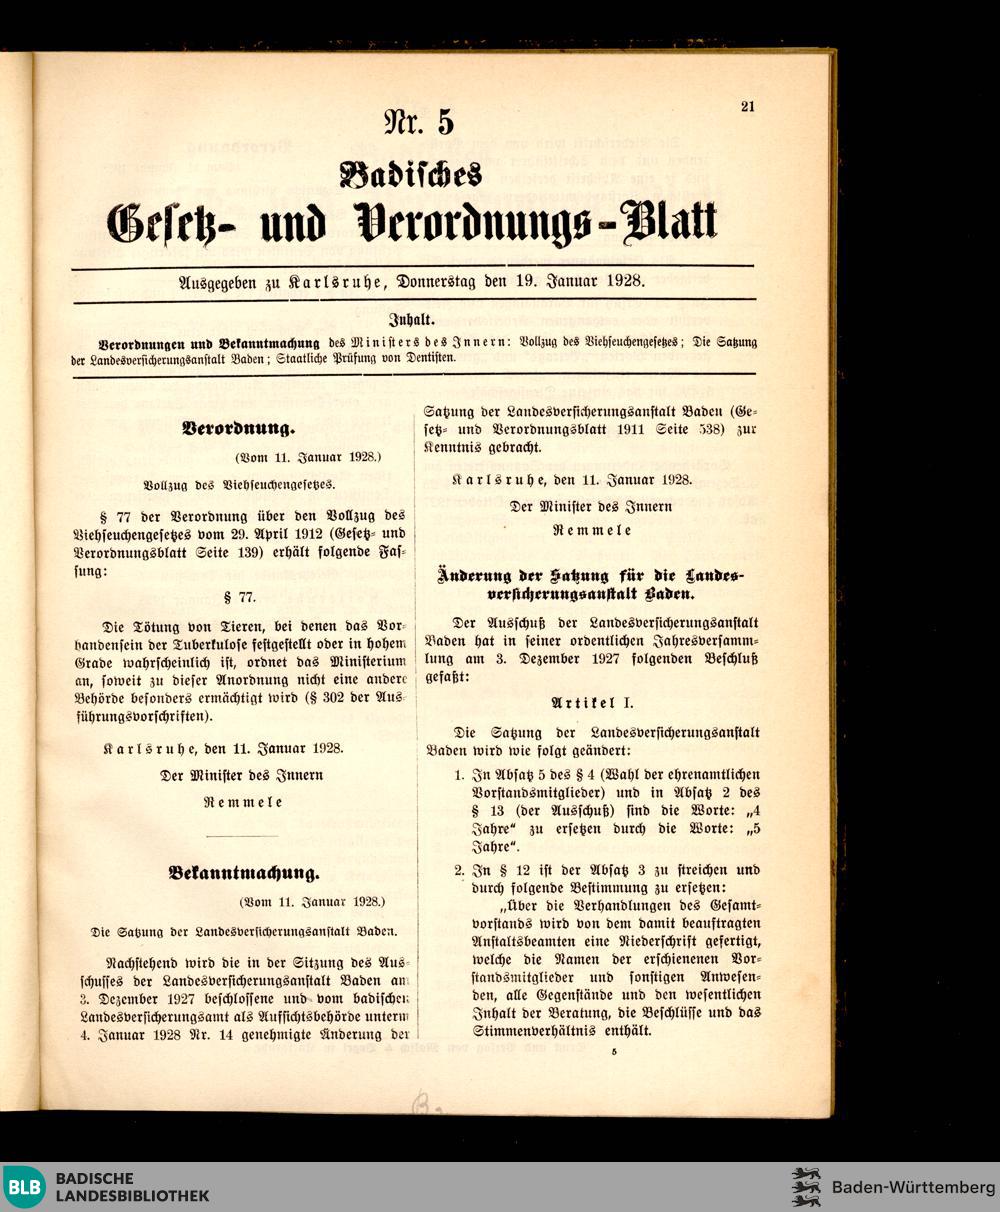 21
Nr. 5
Badisches
Gesetz- und Verordnungs-Blatt
Ausgegeben zu Karlsruhe, Donnerstag den 19. Januar 1928.
Inhalt.
Verordnungen und Bekanntmachung des Ministers des Innern: Vollzug des Viehseuchengesetzes; Die Satzung
der Landesversicherungsanstalt Baden; Staatliche Prüfung von Dentisten.
Verordnung.
(Vom 11. Januar 1928.)
Vollzug des Viehseuchengesetzes.
§ 77 der Verordnung über den Vollzug des
Viehseuchengesetzes vom 29. April 1912 (Gesetz- und
Verordnungsblatt Seite 139) erhält folgende Fas-
sung:
§ 77.
Die Tötung von Tieren, bei denen das Vor-
handensein der Tuberkulose festgestellt oder in hohem
Grade wahrscheinlich ist, ordnet das Ministerium
an, soweit zu dieser Anordnung nicht eine andere
Behörde besonders ermächtigt wird (§ 302 der Aus-
führungsvorschriften).
Karlsruhe, den 11. Januar 1928.
Der Minister des Innern
Remmele
Bekanntmachung.
(Vom 11. Januar 1928.)
Die Satzung der Landesversicherungsanstalt Baden.
Nachstehend wird die in der Sitzung des Aus-
schusses der Landesversicherungsanstalt Baden am
3. Dezember 1927 beschlossene und vom badischen
Landesversicherungsamt als Aufsichtsbehörde unterm
4. Januar 1928 Nr. 14 genehmigte Änderung der
Satzung der Landesversicherungsanstalt Baden (Ge-
setz- und Verordnungsblatt 1911 Seite 538) zur
Kenntnis gebracht.
Karlsruhe, den 11. Januar 1928.
Der Minister des Innern
Remmele
Änderung der Satzung für die Landes-
versicherungsanstalt Baden.
Der Ausschuß der Landesversicherungsanstalt
Baden hat in seiner ordentlichen Jahresversamm-
lung am 3. Dezember 1927 folgenden Beschluß
gefaßt:
Artikel I.
Die Satzung der Landesversicherungsanstalt
Baden wird wie folgt geändert:
1. In Absatz 5 des § 4 (Wahl der ehrenamtlichen
Vorstandsmitglieder) und in Absatz 2 des
§ 13 (der Ausschuß) sind die Worte: „4
Jahre“ zu ersetzen durch die Worte: „5
Jahre“.
2. In § 12 ist der Absatz 3 zu streichen und
durch folgende Bestimmung zu ersetzen:
„Über die Verhandlungen des Gesamt-
vorstands wird von dem damit beauftragten
Anstaltsbeamten eine Niederschrift gefertigt,
welche die Namen der erschienenen Vor-
standsmitglieder und sonstigen Anwesen-
den, alle Gegenstände und den wesentlichen
Inhalt der Beratung, die Beschlüsse und das
Stimmenverhältnis enthält.
5
BLB BADISCHE
LANDESBIBLIOTHEK
Baden-Württemberg